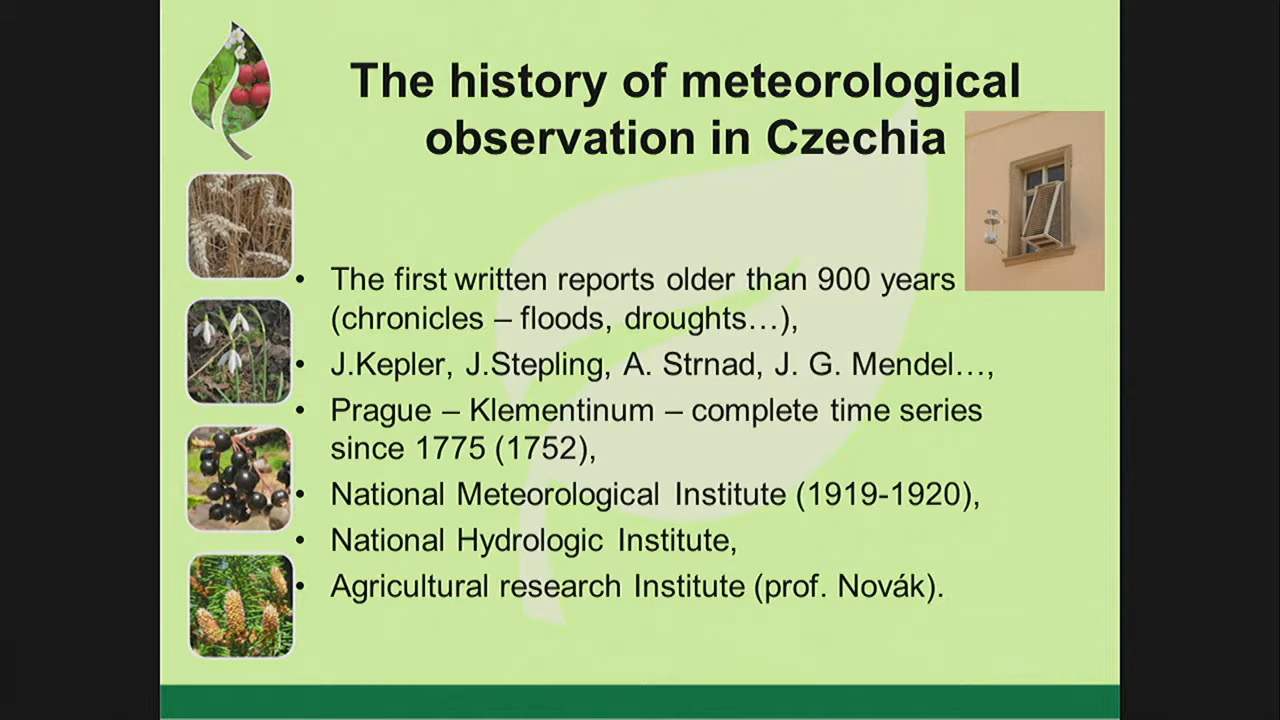 The history of meteorological
observation in Czechia
• The first written reports older than 900 years
(chronicles – floods, droughts…),
• J.Kepler, J.Stepling, A. Strnad, J. G. Mendel…,
• Prague – Klementinum – complete time series
since 1775 (1752),
• National Meteorological Institute (1919-1920),
• National Hydrologic Institute,
• Agricultural research Institute (prof. Novák).